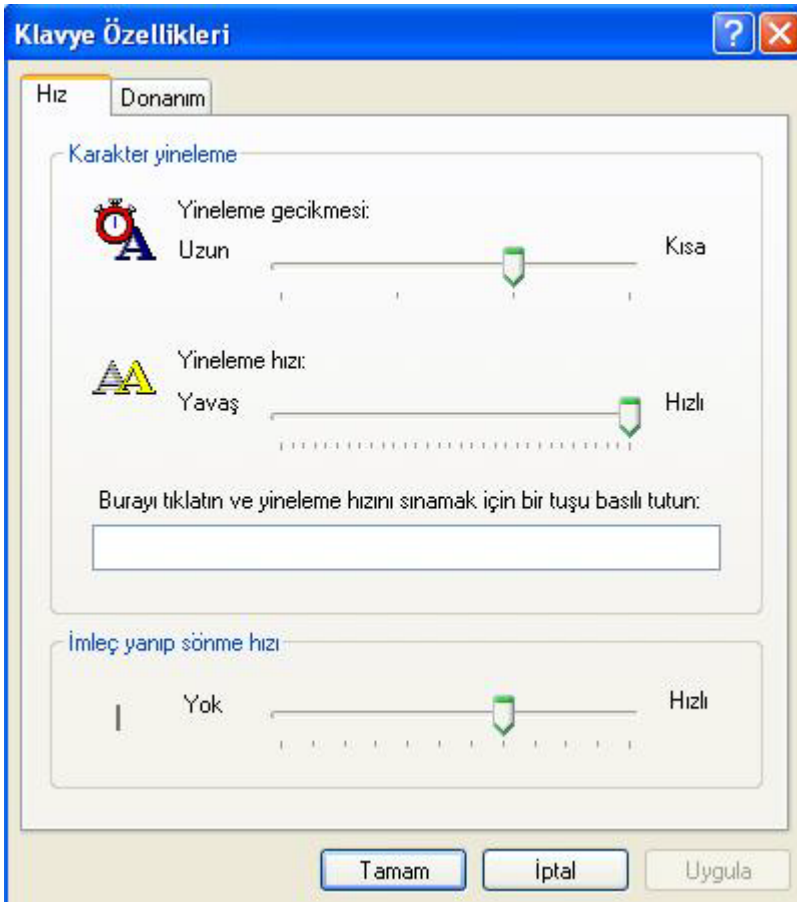 Klavye Özellikleri
Hız Donanım
Karakter yineleme
Yineleme gecikmesi:
Uzun Kısa
Yineleme hızı:
Yavaş Hızlı
Burayı tıklatın ve yineleme hızını sınamak için bir tuşu basılı tutun:
İmleç yanıp sönme hızı
Yok Hızlı
Tamam İptal Uygula